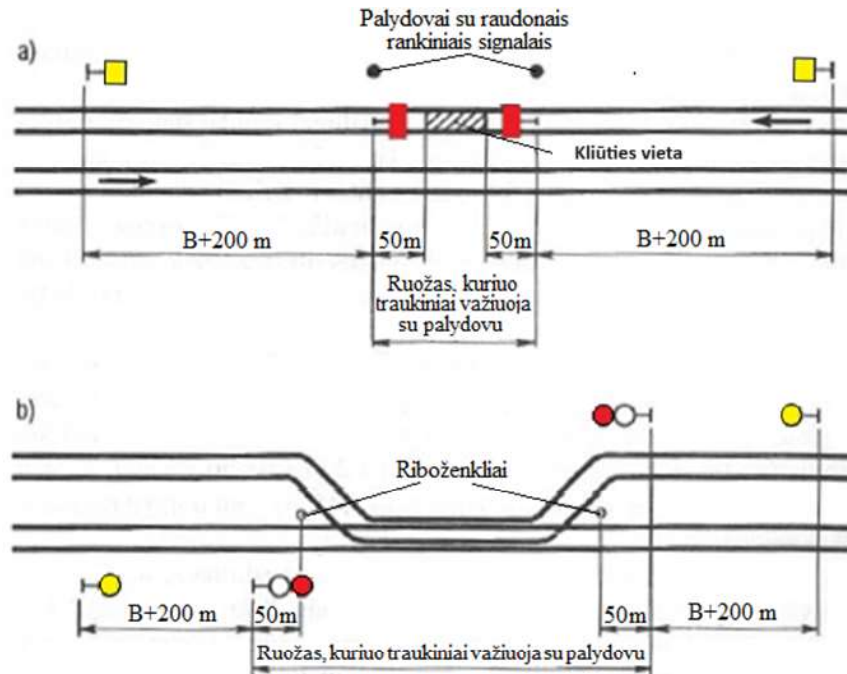 Palydovai su raudonais
rankiniais signalais
a)
Kliūties vieta
B+200 m
50m
50m
B+200 m
Ruožas, kuriuo
traukiniai važiuoja
su palydovu
b)
Riboženkliai
B+200 m
50m
50m
B+200 m
Ruožas, kuriuo traukiniai važiuoja su palydovu